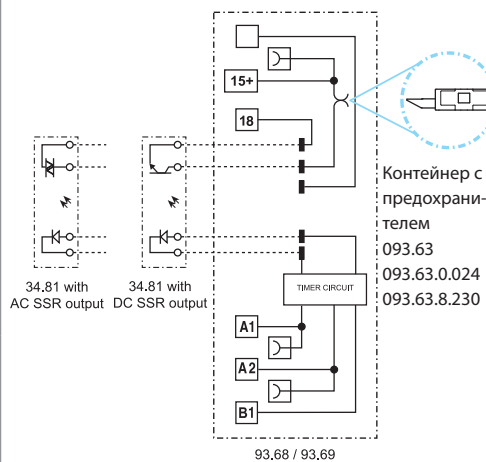 15+
18
Контейнер с
предохрани-
телем
093.63
093.63.0.024
093.63.8.230
34.81 with
AC SSR output
34.81 with
DC SSR output
TIMER CIRCUIT
A1
A2
B1
93.68 / 93.69